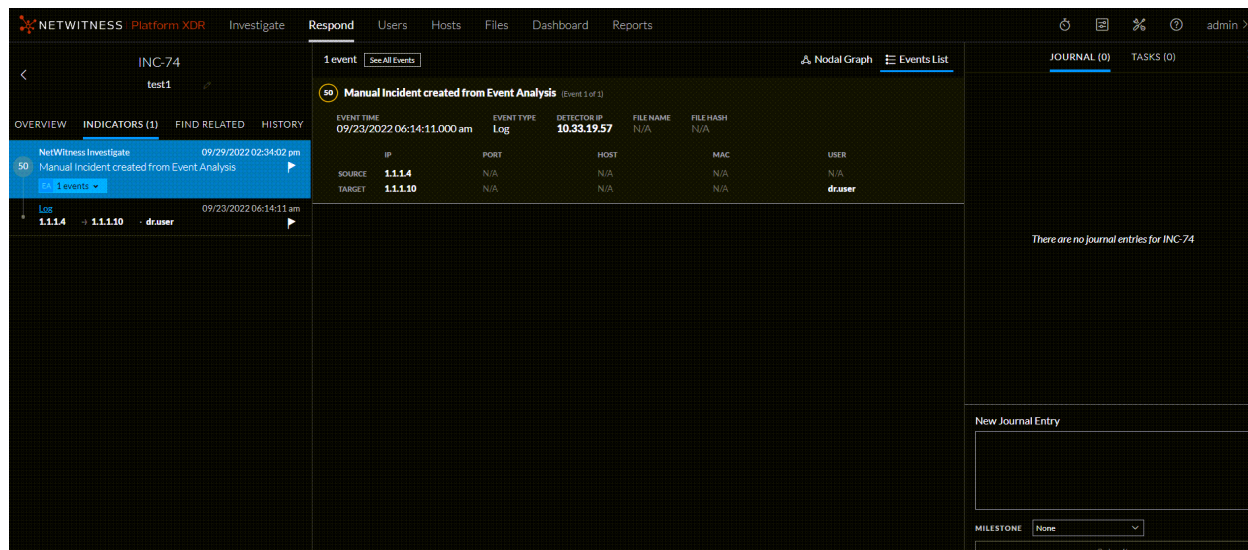 NETWITNESS Platform XDR Investigate Respond Users Hosts Files Dashboard Reports admin
INC-74
test1
OVERVIEW INDICATORS (1) FIND RELATED HISTORY
NetWitness Investigate 09/29/2022 02:34:02 pm
50 Manual Incident created from Event Analysis
EA 1 events
Log 09/23/2022 06:14:11 am
1.1.1.4 → 1.1.1.10 · dr.user
1 event See All Events Nodal Graph Events List
50 Manual Incident created from Event Analysis (Event 1 of 1)
EVENT TIME EVENT TYPE DETECTOR IP FILE NAME FILE HASH
09/23/2022 06:14:11.000 am Log 10.33.19.57 N/A N/A
IP PORT HOST MAC USER
SOURCE 1.1.1.4 N/A N/A N/A N/A
TARGET 1.1.1.10 N/A N/A N/A dr.user
JOURNAL (0) TASKS (0)
There are no journal entries for INC-74
New Journal Entry
MILESTONE None